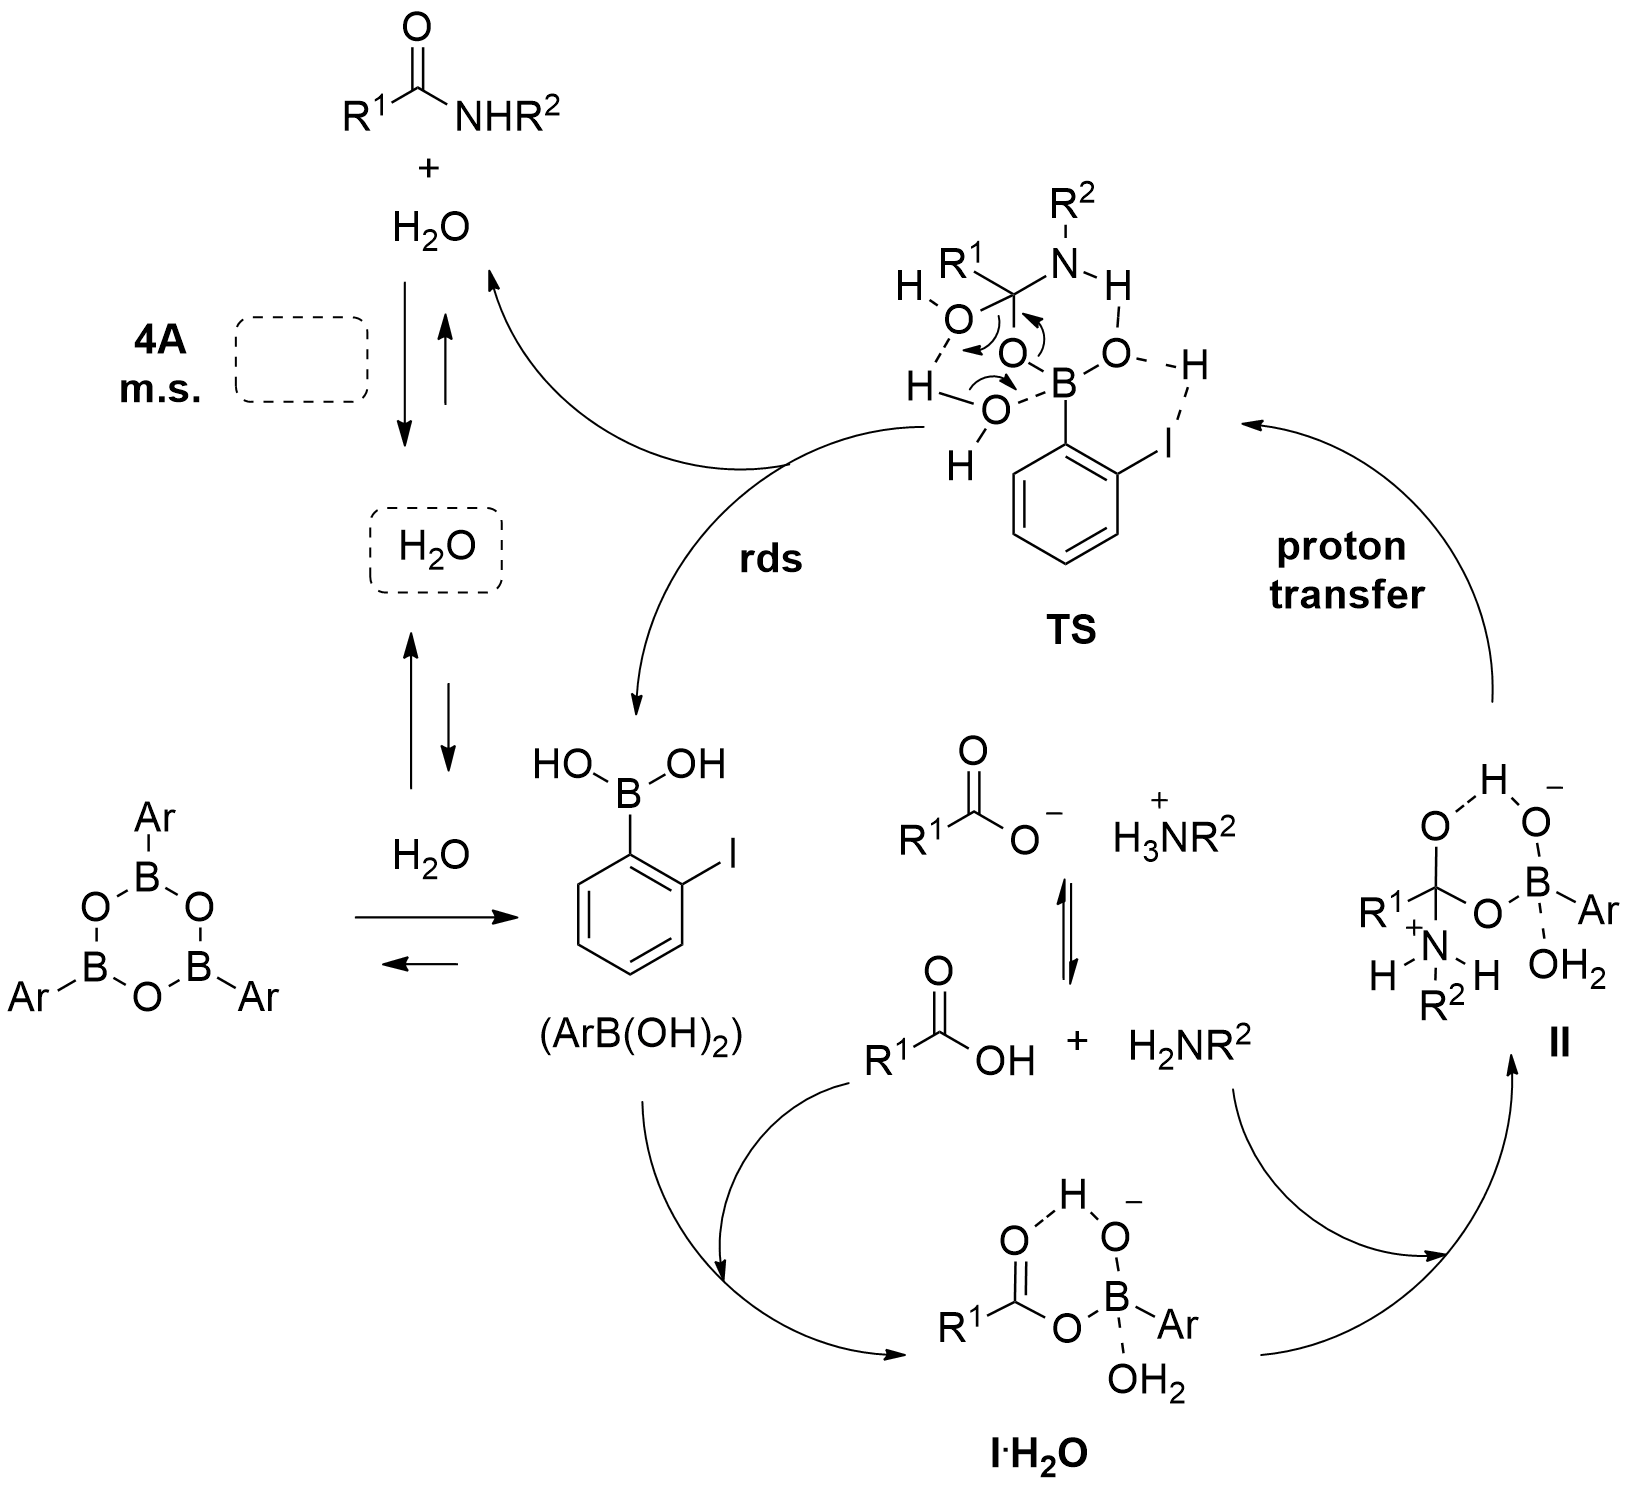 O
R¹ NHR²
+
H₂O
4A
m.s.
H₂O
H₂O
R²
R¹ N H
H O
O O H
H B
O
H I
TS
rds
proton
transfer
HO OH
B
I
(ArB(OH)₂)
Ar
B
O O
B B
Ar O Ar
O
R¹ O⁻
+
H₃NR²
O
R¹ OH + H₂NR²
H −
O O
B
R¹ O Ar
+
N
H H OH₂
R²
II
H −
O O
B
R¹ O Ar
OH₂
I·H₂O